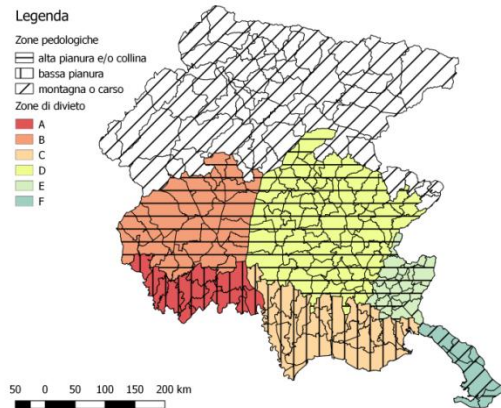 Legenda
Zone pedologiche
alta pianura e/o collina
bassa pianura
montagna o carso
Zone di divieto
A
B
C
D
E
F
50 0 50 100 150 200 km